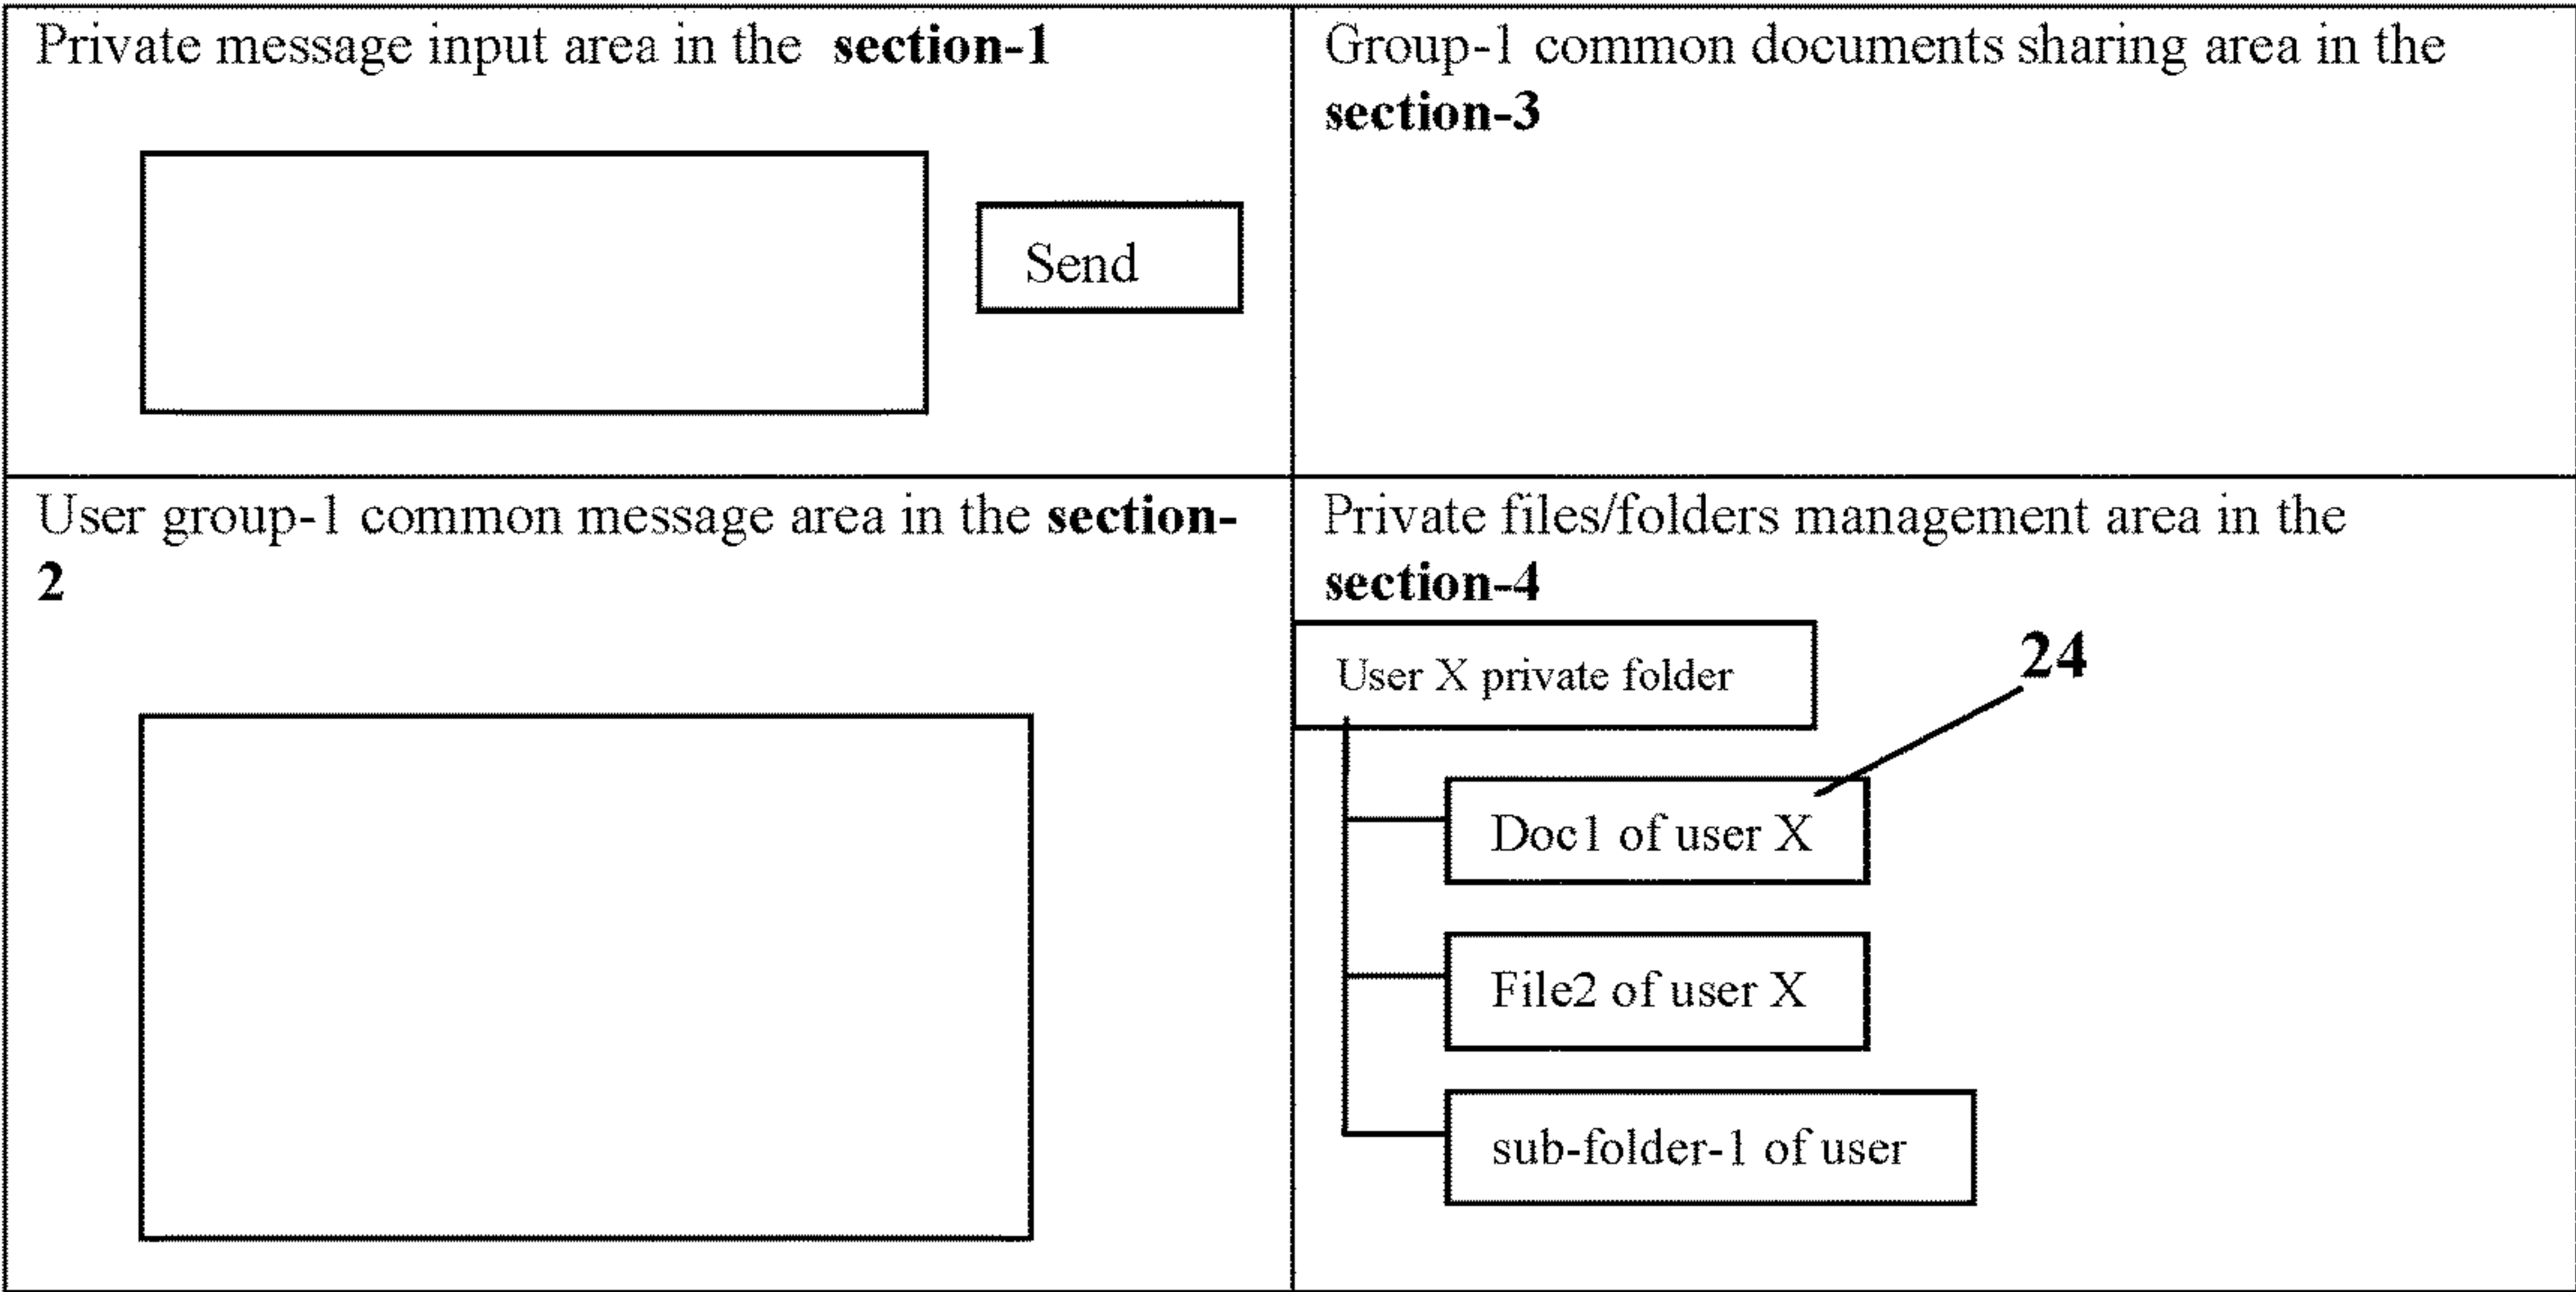 Private message input area in the section-1
Send
Group-1 common documents sharing area in the
section-3
User group-1 common message area in the section-
2
Private files/folders management area in the
section-4
User X private folder
24
Doc1 of user X
File2 of user X
sub-folder-1 of user